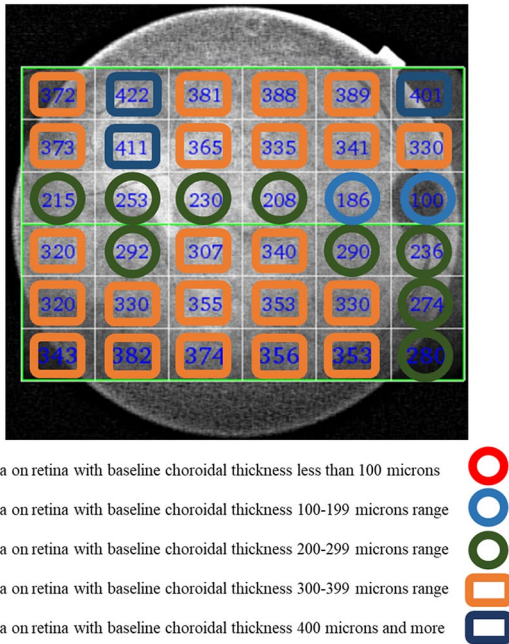 372 422 381 388 389 401
373 411 365 335 341 330
215 253 230 208 186 100
320 292 307 340 290 236
320 330 355 353 330 274
343 382 374 356 353 280
a on retina with baseline choroidal thickness less than 100 microns
a on retina with baseline choroidal thickness 100-199 microns range
a on retina with baseline choroidal thickness 200-299 microns range
a on retina with baseline choroidal thickness 300-399 microns range
a on retina with baseline choroidal thickness 400 microns and more